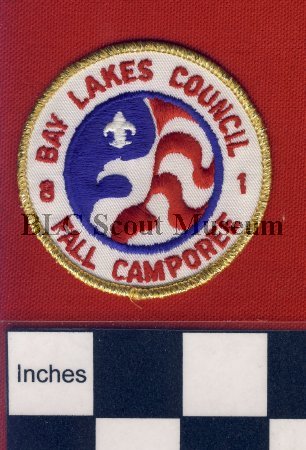 BAY LAKES COUNCIL
8 1
FALL CAMPOREE
BLC Scout Museum
Inches